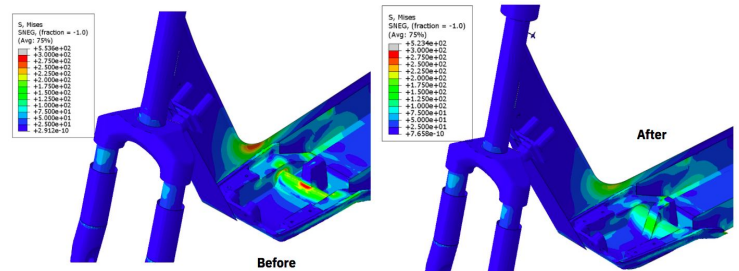 S, Mises
SNEG, (fraction = -1.0)
(Avg: 75%)
+5.536e+02
+3.000e+02
+2.750e+02
+2.500e+02
+2.250e+02
+2.000e+02
+1.750e+02
+1.500e+02
+1.250e+02
+1.000e+02
+7.500e+01
+5.000e+01
+2.500e+01
+2.912e-10
Before
S, Mises
SNEG, (fraction = -1.0)
(Avg: 75%)
+5.234e+02
+3.000e+02
+2.750e+02
+2.500e+02
+2.250e+02
+2.000e+02
+1.750e+02
+1.500e+02
+1.250e+02
+1.000e+02
+7.500e+01
+5.000e+01
+2.500e+01
+7.658e-10
After